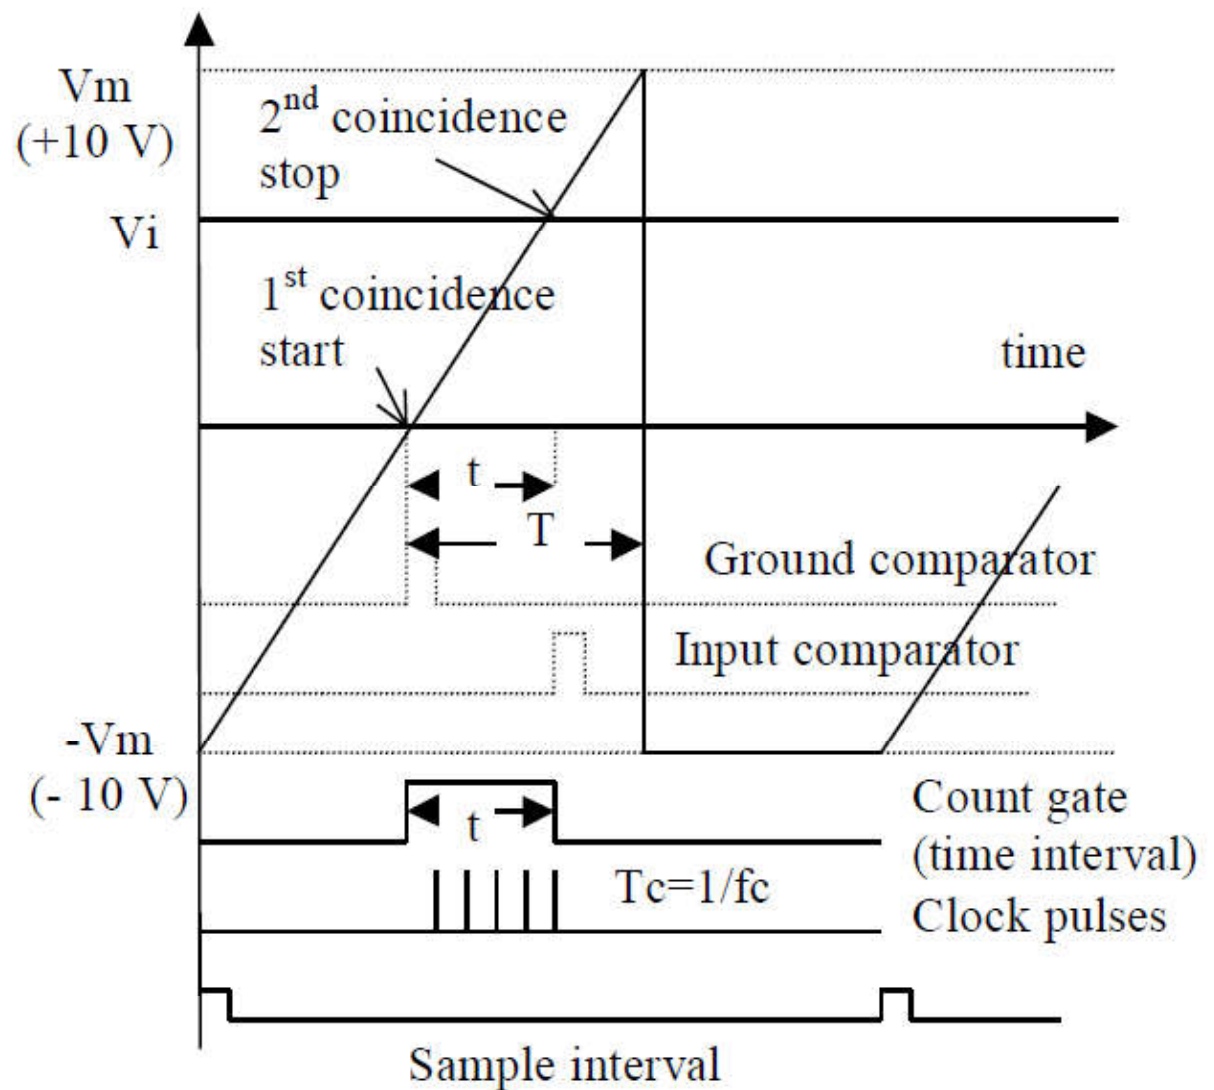 Vm
(+10 V)
2nd coincidence
stop
Vi
1st coincidence
start
time
t
T
Ground comparator
Input comparator
-Vm
(- 10 V)
t
Count gate
(time interval)
Tc=1/fc
Clock pulses
Sample interval